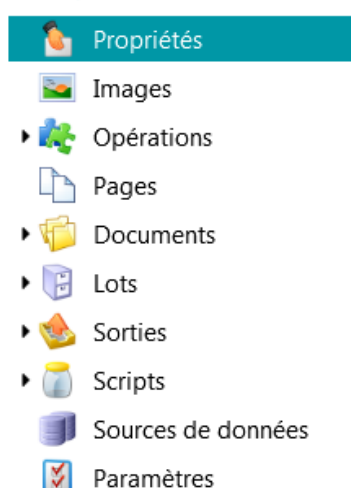 Propriétés
Images
Opérations
Pages
Documents
Lots
Sorties
Scripts
Sources de données
Paramètres